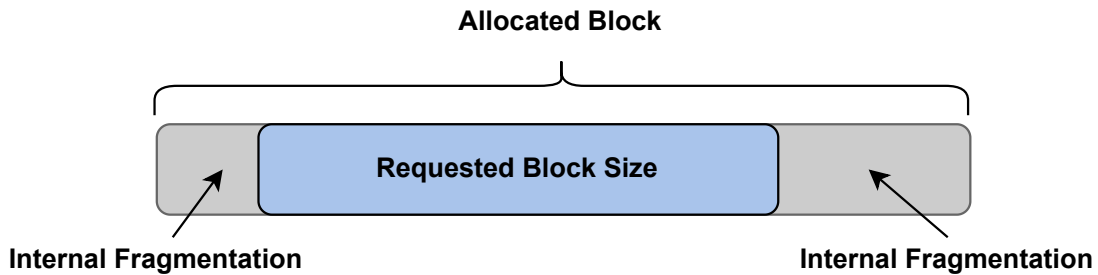 Allocated Block
Requested Block Size
Internal Fragmentation
Internal Fragmentation